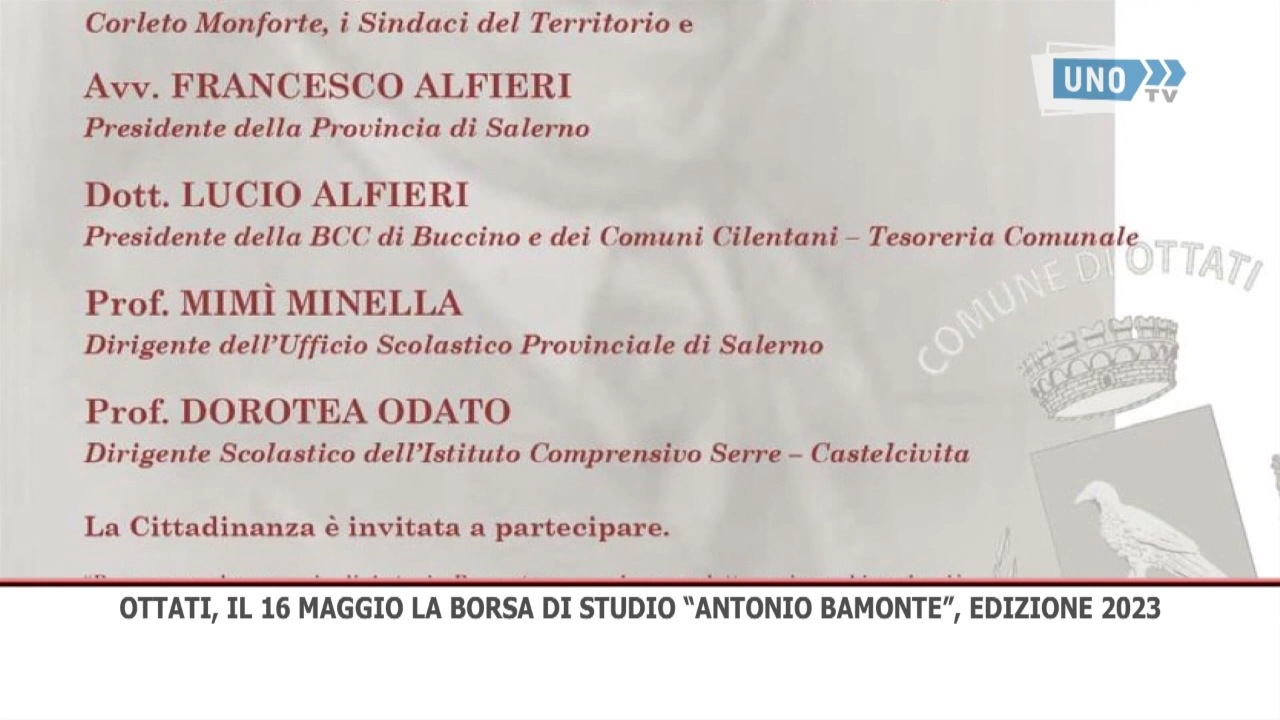 Corleto Monforte, i Sindaci del Territorio e
UNO
TV
Avv. FRANCESCO ALFIERI
Presidente della Provincia di Salerno
Dott. LUCIO ALFIERI
Presidente della BCC di Buccino e dei Comuni Cilentani – Tesoreria Comunale
COMUNE DI OTTATI
Prof. MIMÌ MINELLA
Dirigente dell'Ufficio Scolastico Provinciale di Salerno
Prof. DOROTEA ODATO
Dirigente Scolastico dell'Istituto Comprensivo Serre – Castelcivita
La Cittadinanza è invitata a partecipare.
OTTATI, IL 16 MAGGIO LA BORSA DI STUDIO “ANTONIO BAMONTE”, EDIZIONE 2023